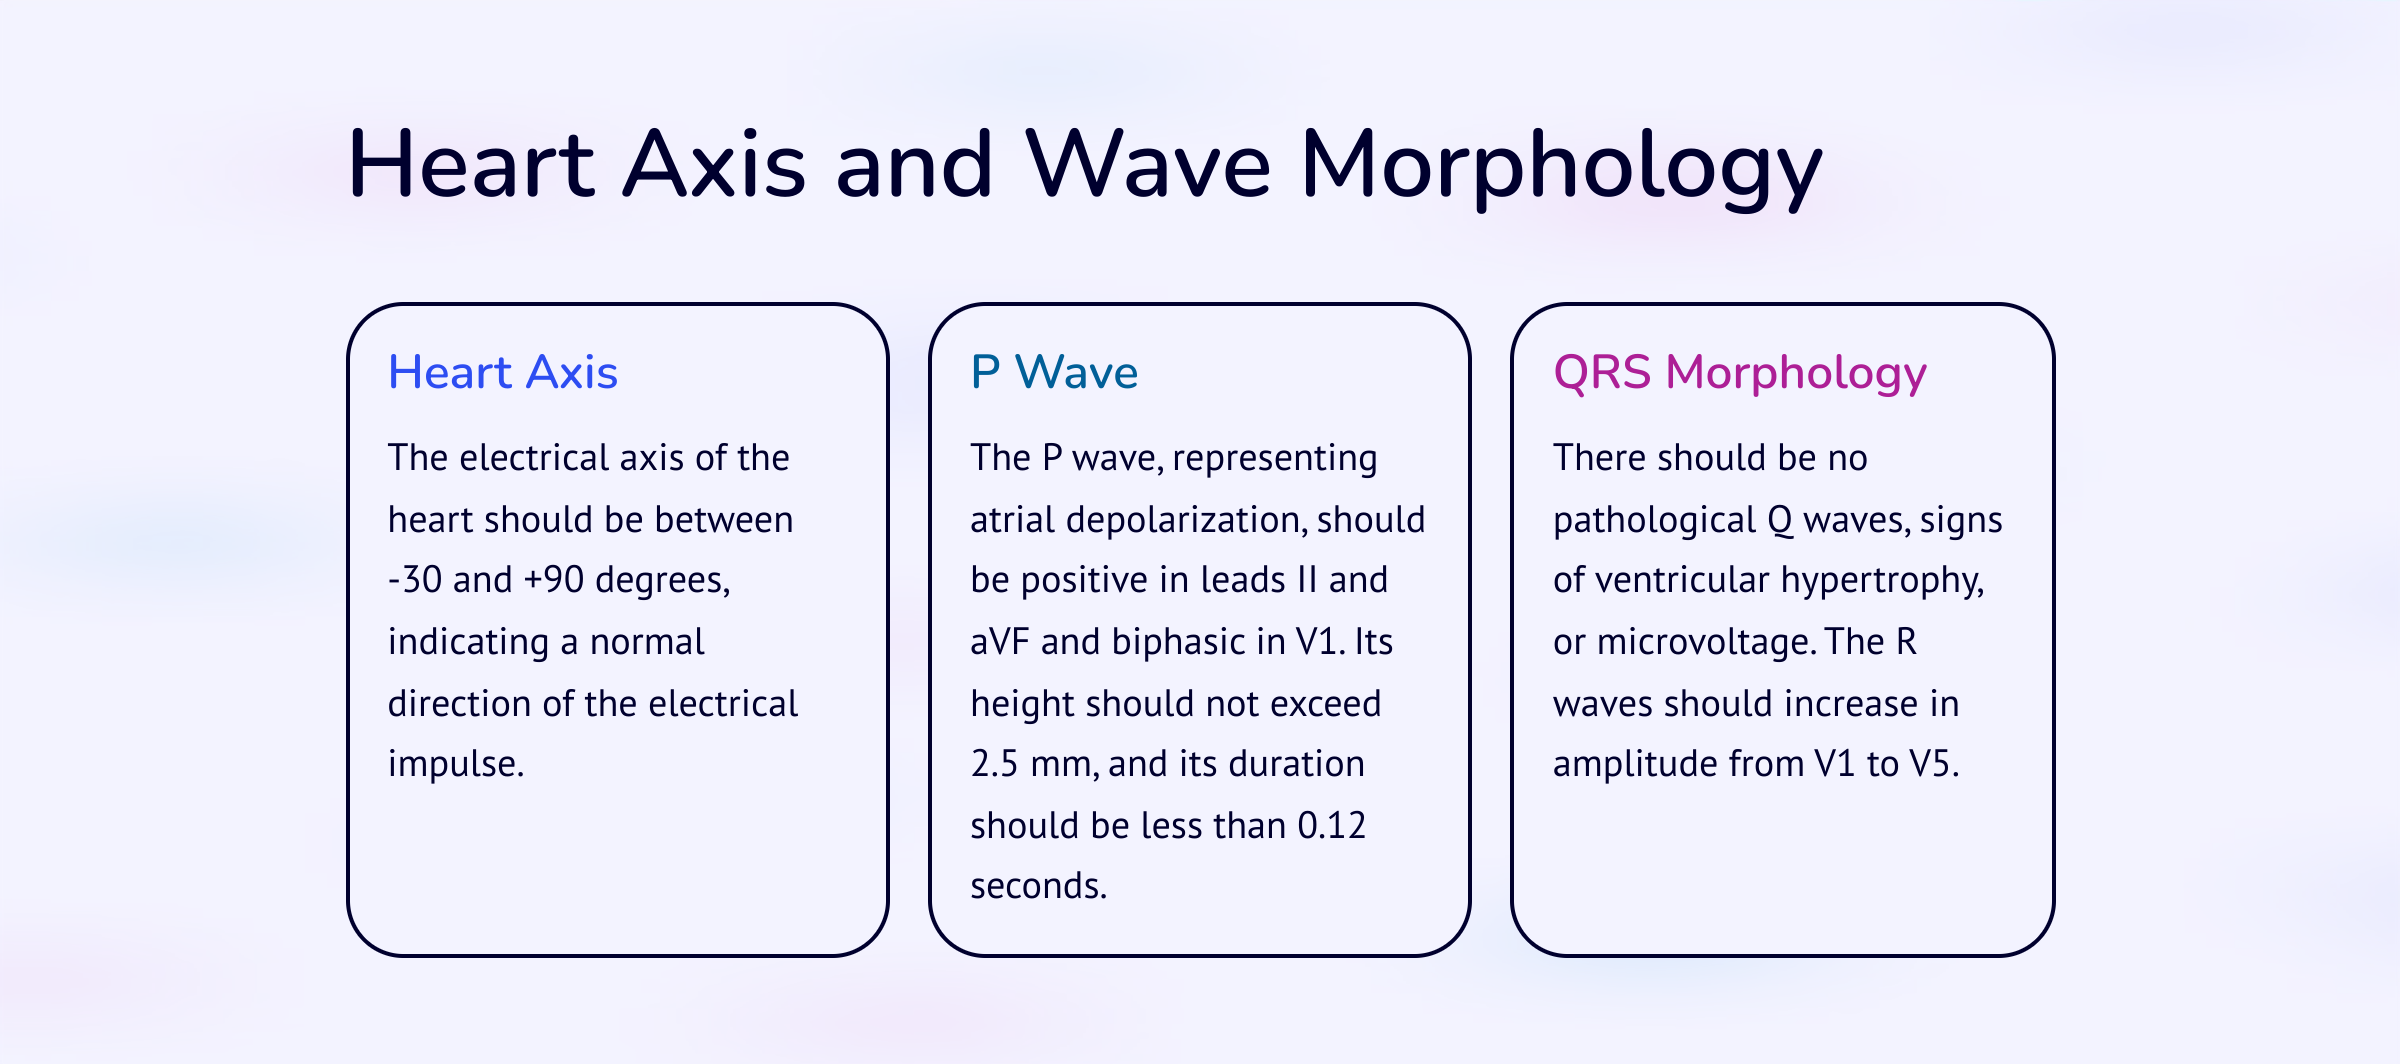 Heart Axis and Wave Morphology
Heart Axis
The electrical axis of the
heart should be between
-30 and +90 degrees,
indicating a normal
direction of the electrical
impulse.
P Wave
The P wave, representing
atrial depolarization, should
be positive in leads II and
aVF and biphasic in V1. Its
height should not exceed
2.5 mm, and its duration
should be less than 0.12
seconds.
QRS Morphology
There should be no
pathological Q waves, signs
of ventricular hypertrophy,
or microvoltage. The R
waves should increase in
amplitude from V1 to V5.